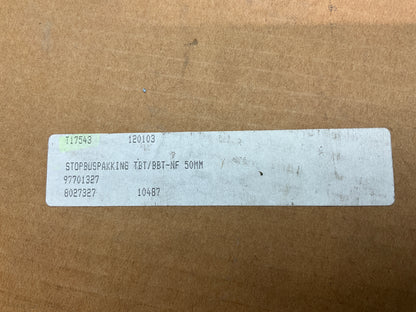 T17543 120103
STOPBUSPAKKING TBT/BBT-NF 50MM
97701327
8027327 10487